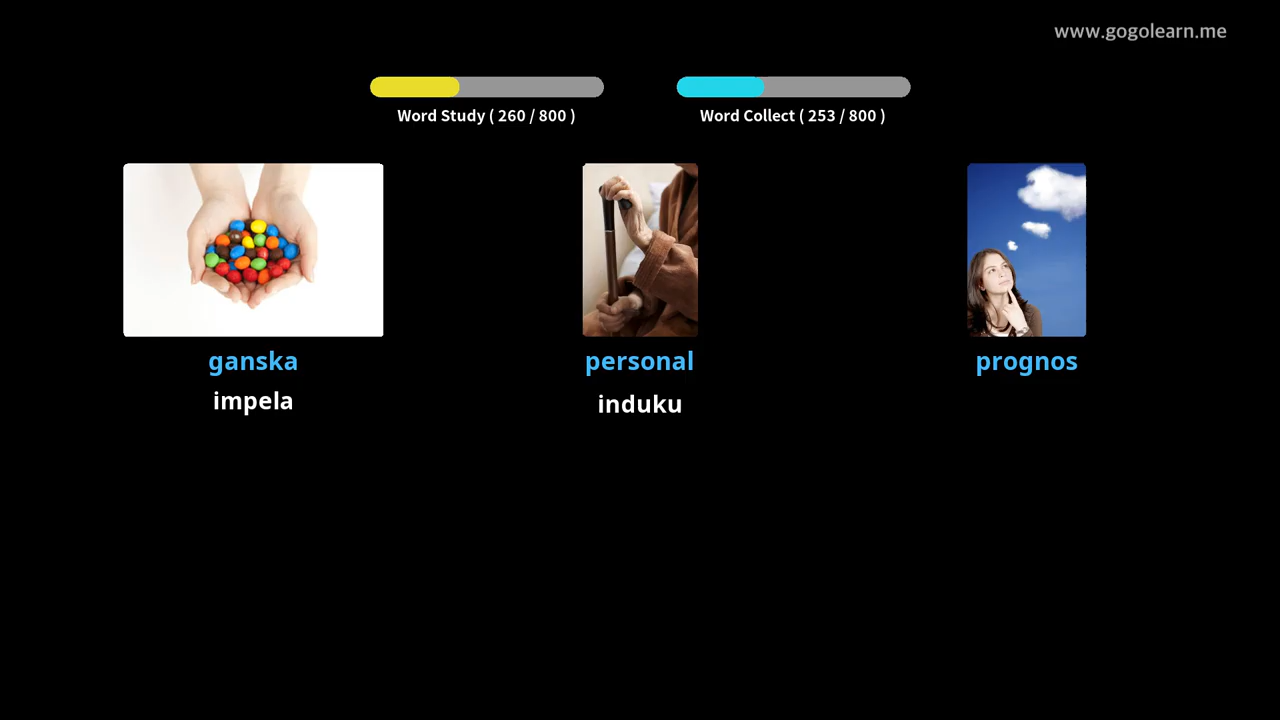 www.gogolearn.me
Word Study ( 260 / 800 )
Word Collect ( 253 / 800 )
ganska
personal
prognos
impela
induku